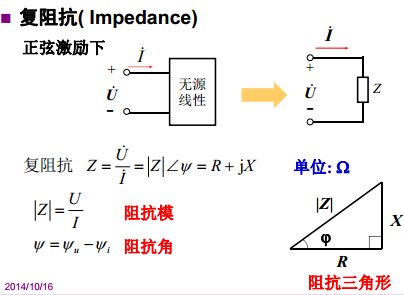 复阻抗( Impedance)
正弦激励下
İ
+
U̇
-
无源
线性
İ
+
U̇
-
Z
复阻抗 Z = U̇ / İ = |Z|∠ψ = R + jX
单位: Ω
|Z| = U / I
阻抗模
ψ = ψu − ψi
阻抗角
|Z|
X
φ
R
阻抗三角形
2014/10/16